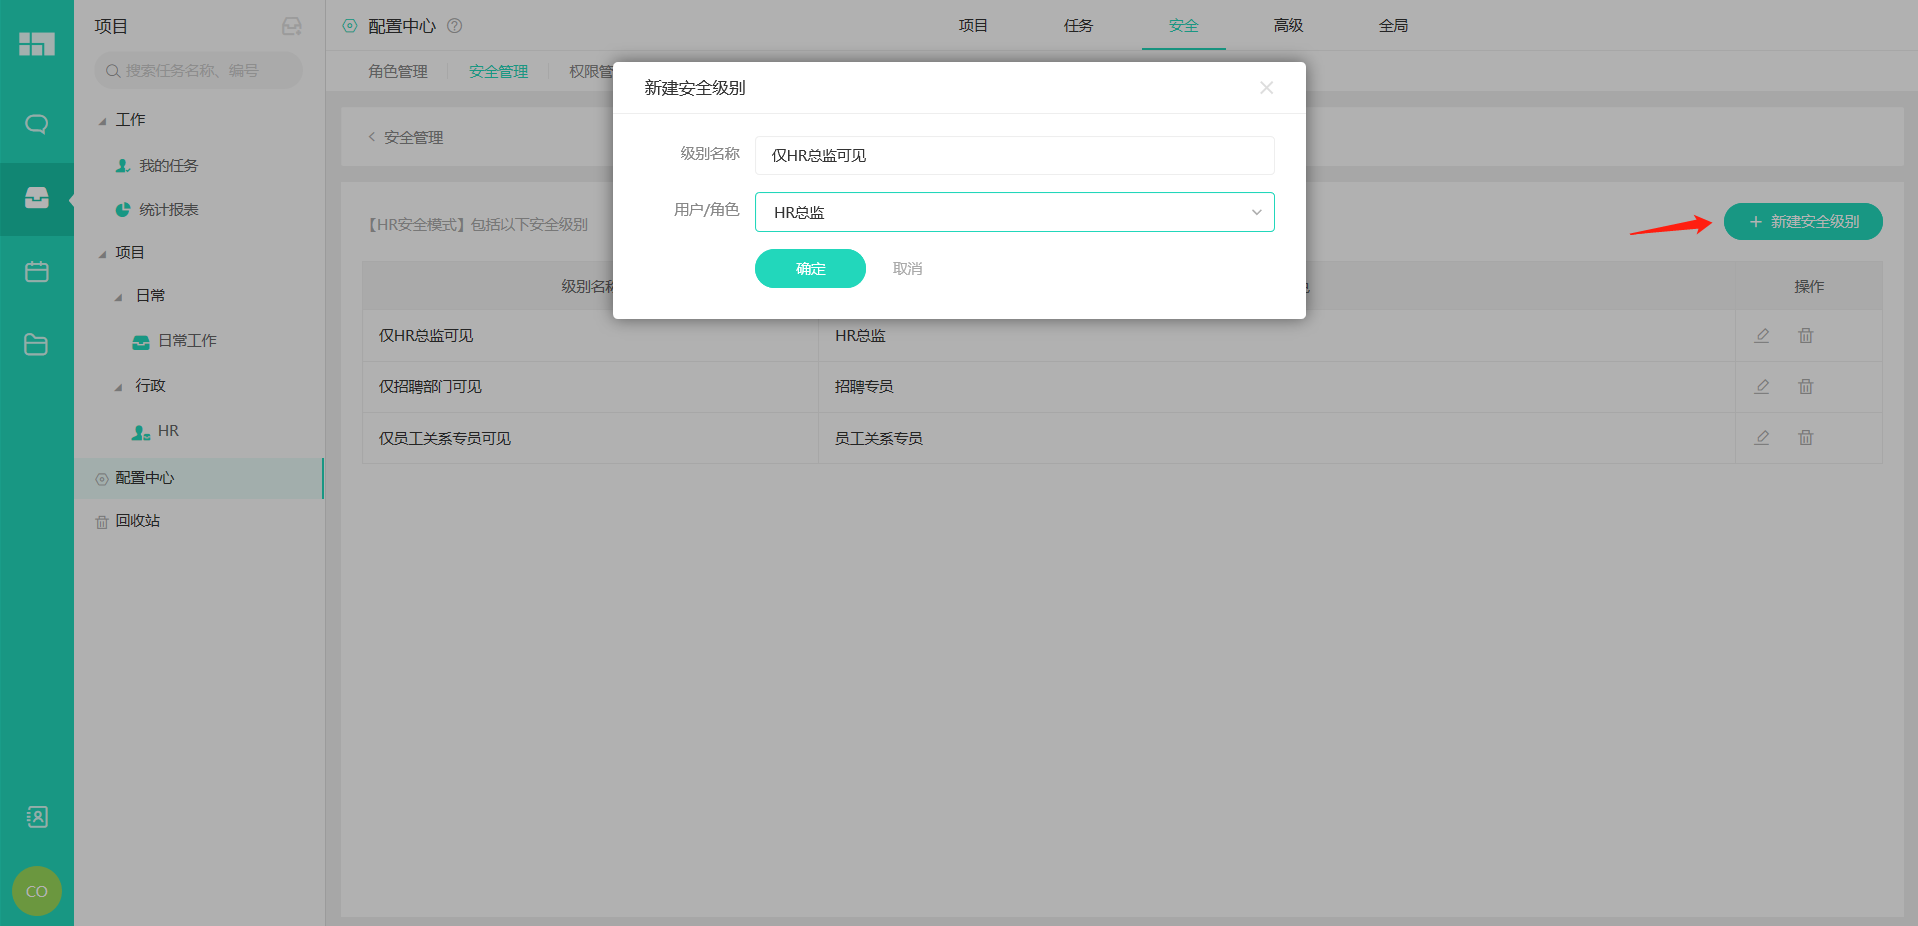 项目
搜索任务名称、编号
工作
我的任务
统计报表
项目
日常
日常工作
行政
HR
配置中心
回收站
CO
配置中心
项目
任务
安全
高级
全局
角色管理
安全管理
权限管
安全管理
【HR安全模式】包括以下安全级别
新建安全级别
级别名称
操作
仅HR总监可见
HR总监
仅招聘部门可见
招聘专员
仅员工关系专员可见
员工关系专员
新建安全级别
级别名称
仅HR总监可见
用户/角色
HR总监
确定
取消